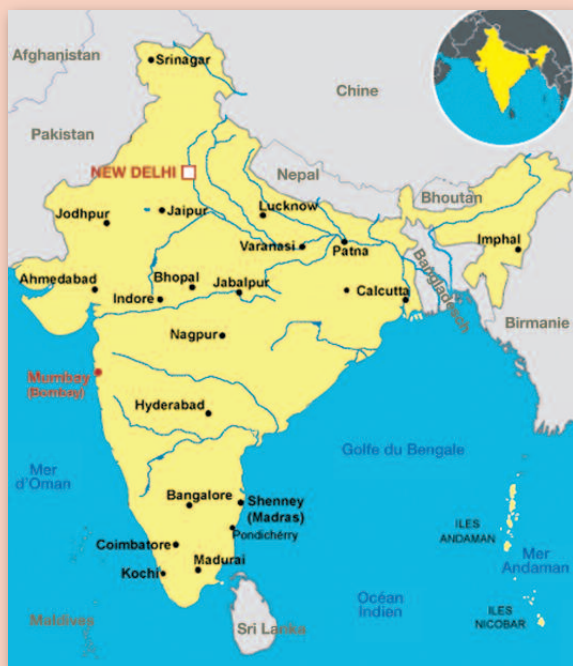 Afghanistan
Srinagar
Chine
Pakistan
NEW DELHI
Nepal
Bhoutan
Lucknow
Jaipur
Jodhpur
Imphal
Varanasi
Patna
Bangladesch
Ahmedabad
Bhopal
Jabalpur
Calcutta
Indore
Birmanie
Nagpur
Mumbay
(Bombay)
Hyderabad
Golfe du Bengale
Mer
d'Oman
Bangalore
Shenney
(Madras)
Pondichérry
ILES
ANDAMAN
Coimbatore
Mer
Andaman
Madurai
Kochi
Océan
Indien
Maldives
ILES
NICOBAR
Sri Lanka